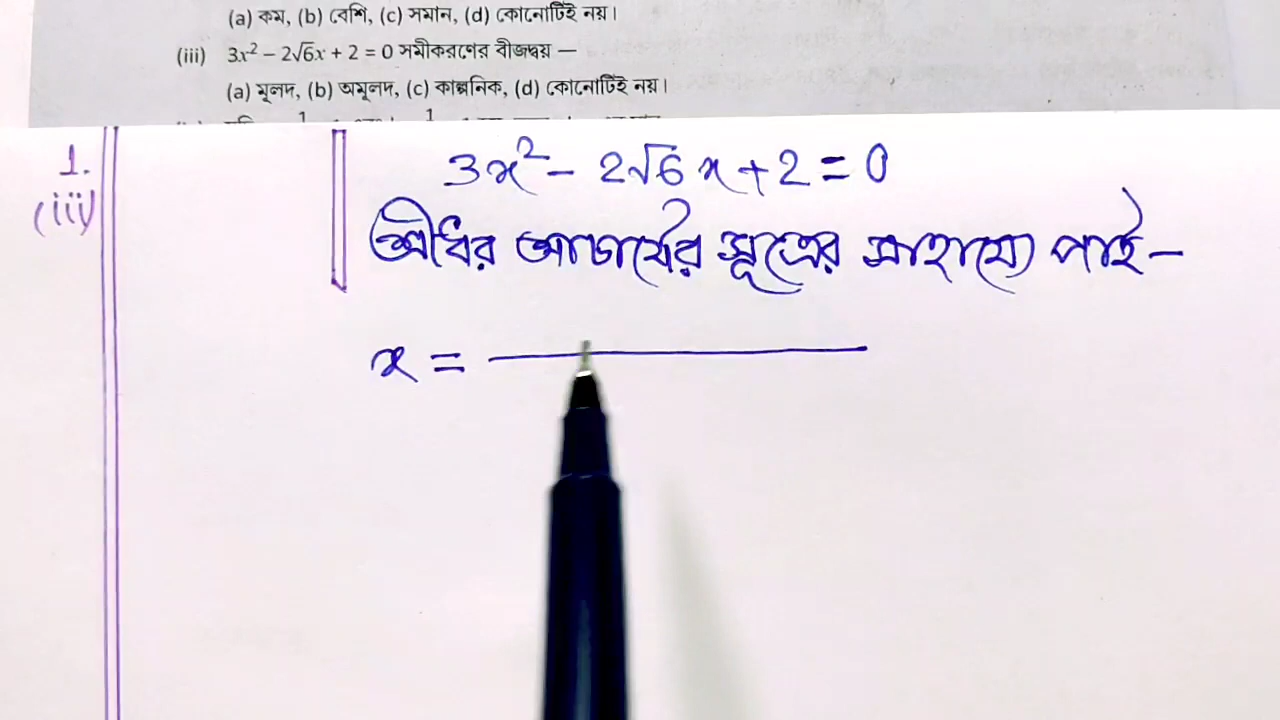 (a) কম, (b) বেশি, (c) সমান, (d) কোনোটিই নয়।
(iii) 3x² − 2√6x + 2 = 0 সমীকরণের বীজদ্বয় —
(a) মূলদ, (b) অমূলদ, (c) কাল্পনিক, (d) কোনোটিই নয়।
1.
(iii)
3x² − 2√6 x + 2 = 0
শ্রীধর আচার্যের সূত্রের সাহায্যে পাই −
x =